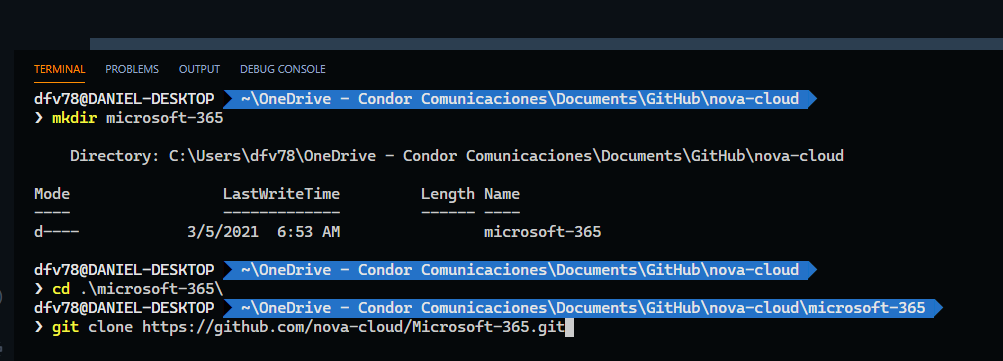 TERMINAL PROBLEMS OUTPUT DEBUG CONSOLE
dfv78@DANIEL-DESKTOP ~\OneDrive - Condor Comunicaciones\Documents\GitHub\nova-cloud
❯ mkdir microsoft-365
Directory: C:\Users\dfv78\OneDrive - Condor Comunicaciones\Documents\GitHub\nova-cloud
Mode LastWriteTime Length Name
---- ------------- ------ ----
d---- 3/5/2021 6:53 AM microsoft-365
dfv78@DANIEL-DESKTOP ~\OneDrive - Condor Comunicaciones\Documents\GitHub\nova-cloud
❯ cd .\microsoft-365\
dfv78@DANIEL-DESKTOP ~\OneDrive - Condor Comunicaciones\Documents\GitHub\nova-cloud\microsoft-365
❯ git clone https://github.com/nova-cloud/Microsoft-365.git